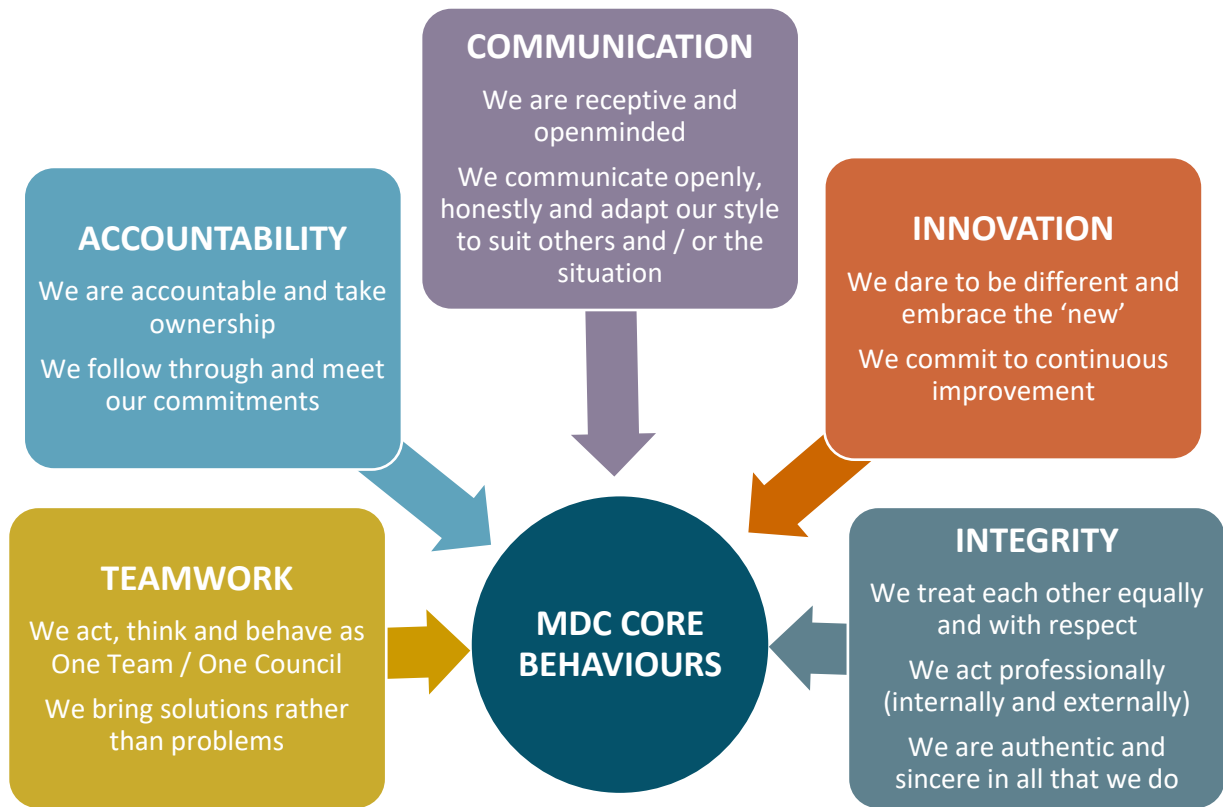 COMMUNICATION
We are receptive and
openminded
We communicate openly,
honestly and adapt our style
to suit others and / or the
situation
ACCOUNTABILITY
We are accountable and take
ownership
We follow through and meet
our commitments
INNOVATION
We dare to be different and
embrace the ‘new’
We commit to continuous
improvement
TEAMWORK
We act, think and behave as
One Team / One Council
We bring solutions rather
than problems
MDC CORE
BEHAVIOURS
INTEGRITY
We treat each other equally
and with respect
We act professionally
(internally and externally)
We are authentic and
sincere in all that we do